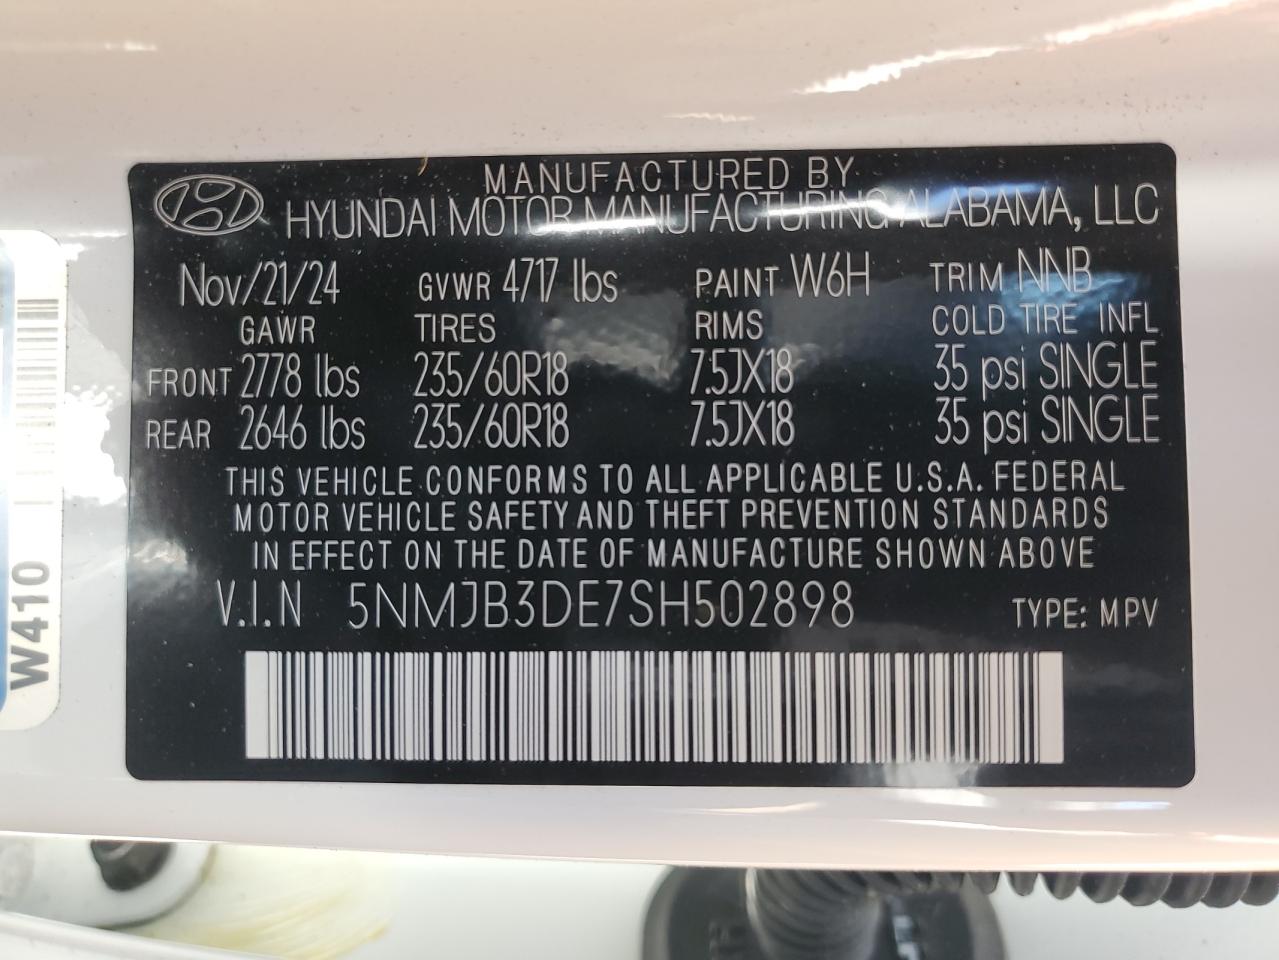 MANUFACTURED BY
HYUNDAI MOTOR MANUFACTURING ALABAMA, LLC
Nov/21/24 GVWR 4717 lbs PAINT W6H TRIM NNB
GAWR TIRES RIMS COLD TIRE INFL
FRONT 2778 lbs 235/60R18 7.5JX18 35 psi SINGLE
REAR 2646 lbs 235/60R18 7.5JX18 35 psi SINGLE
THIS VEHICLE CONFORMS TO ALL APPLICABLE U.S.A. FEDERAL
MOTOR VEHICLE SAFETY AND THEFT PREVENTION STANDARDS
IN EFFECT ON THE DATE OF MANUFACTURE SHOWN ABOVE
V.I.N 5NMJB3DE7SH502898 TYPE: MPV
W410